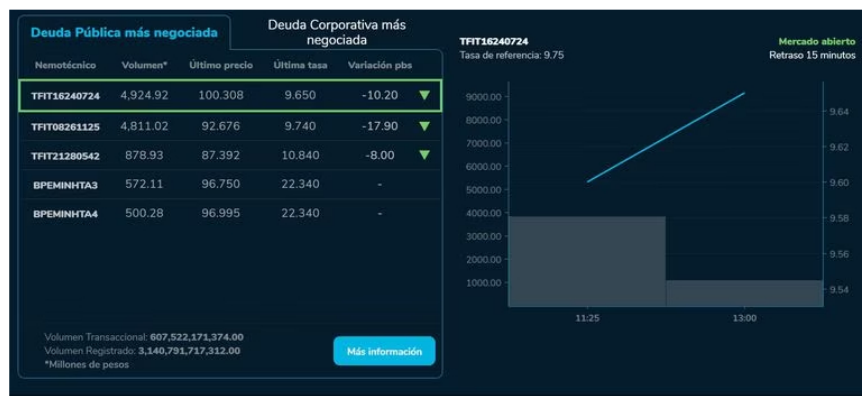 Deuda Pública más negociada
Deuda Corporativa más
negociada
Nemotécnico Volumen* Último precio Última tasa Variación pbs
TFIT16240724 4,924.92 100.308 9.650 -10.20 ▼
TFIT08261125 4,811.02 92.676 9.740 -17.90 ▼
TFIT21280542 878.93 87.392 10.840 -8.00 ▼
BPEMINHTA3 572.11 96.750 22.340 -
BPEMINHTA4 500.28 96.995 22.340 -
Volumen Transaccional: 607,522,171,374.00
Volumen Registrado: 3,140,791,717,312.00
*Millones de pesos
Más información
TFIT16240724 Mercado abierto
Tasa de referencia: 9.75 Retraso 15 minutos
9000.00
8000.00
7000.00
6000.00
5000.00
4000.00
3000.00
2000.00
1000.00
9.64
9.62
9.60
9.58
9.56
9.54
11:25 13:00